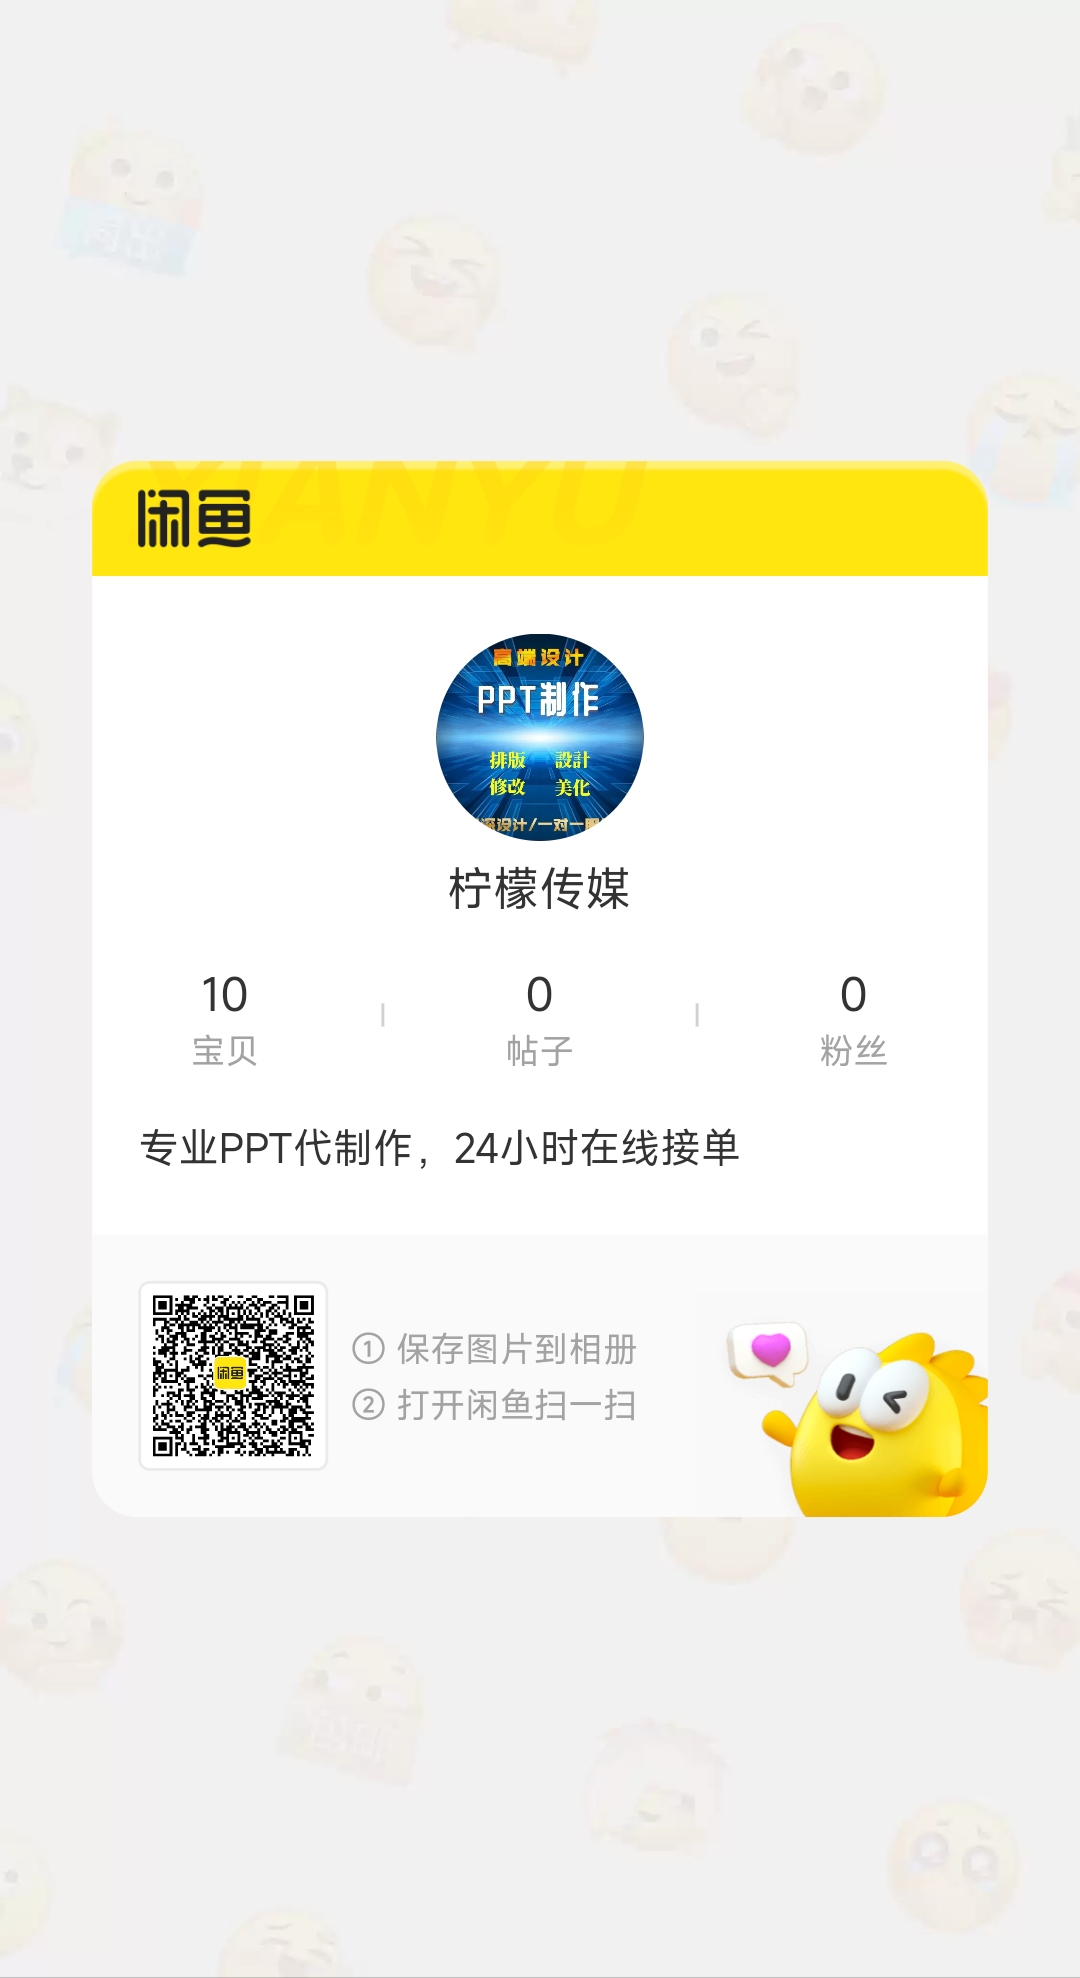 XIANYU
闲鱼
高端设计
PPT制作
排版 設計
修改 美化
设计/一对一
柠檬传媒
10 0 0
宝贝 帖子 粉丝
专业PPT代制作，24小时在线接单
闲鱼
① 保存图片到相册
② 打开闲鱼扫一扫